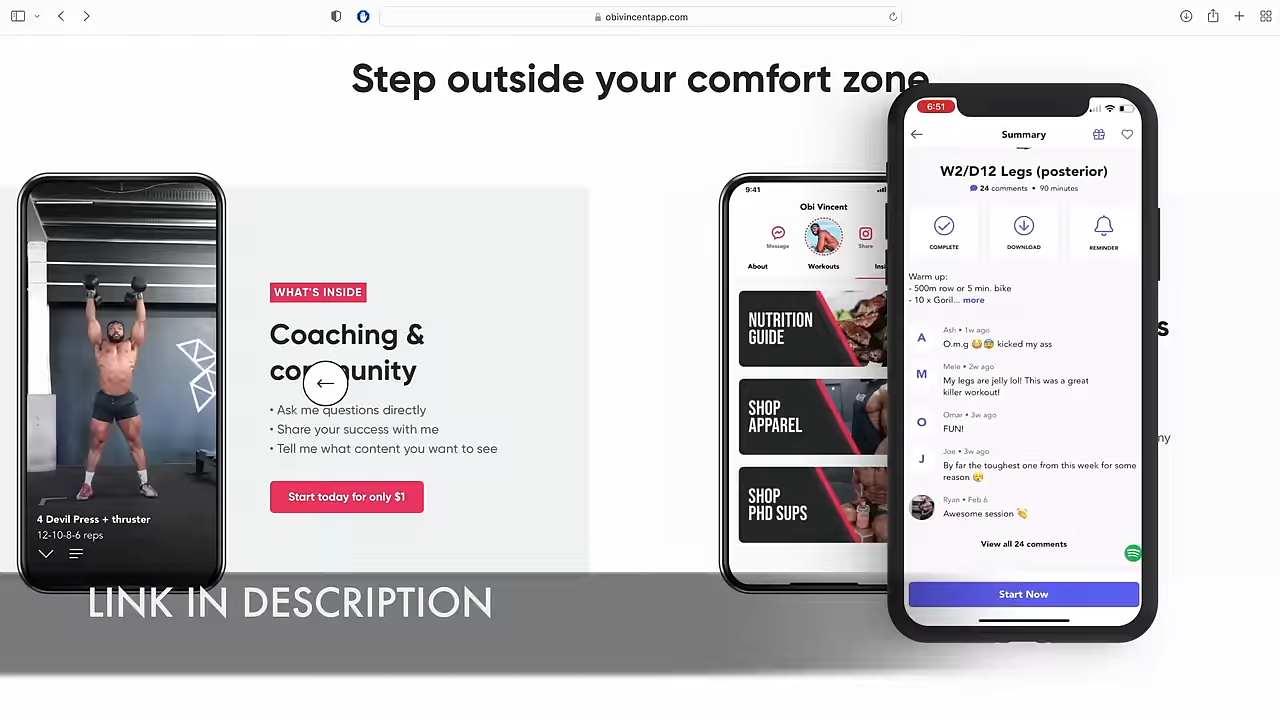 obivincentapp.com
Step outside your comfort zone
4 Devil Press + thruster
12-10-8-6 reps
WHAT'S INSIDE
Coaching &
community
• Ask me questions directly
• Share your success with me
• Tell me what content you want to see
Start today for only $1
9:41
Obi Vincent
Message
Share
About
Workouts
NUTRITION
GUIDE
SHOP
APPAREL
SHOP
PHD SUPS
6:51
Summary
W2/D12 Legs (posterior)
24 comments • 90 minutes
COMPLETE
DOWNLOAD
REMINDER
Warm up:
- 500m row or 5 min. bike
- 10 x Goril... more
A
Ash • 1w ago
O.m.g 😂😰 kicked my ass
M
Mele • 2w ago
My legs are jelly lol! This was a great
killer workout!
O
Omar • 3w ago
FUN!
J
Joe • 3w ago
By far the toughest one from this week for some
reason 🥵
Ryan • Feb 6
Awesome session 👏
View all 24 comments
Start Now
LINK IN DESCRIPTION